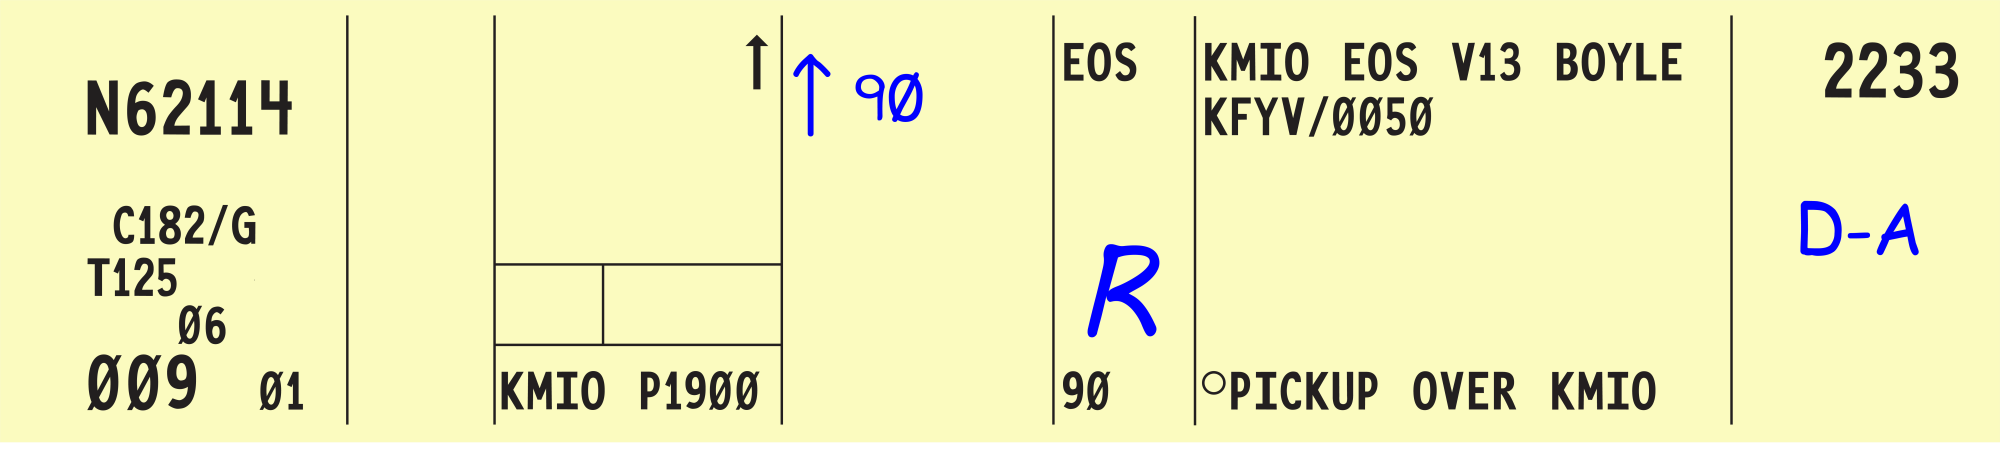 N62114
C182/G
T125
Ø6
ØØ9 Ø1
↑
KMIO P19ØØ
↑ 9Ø
EOS
R
9Ø
KMIO EOS V13 BOYLE
KFYV/ØØ5Ø
○PICKUP OVER KMIO
2233
D-A